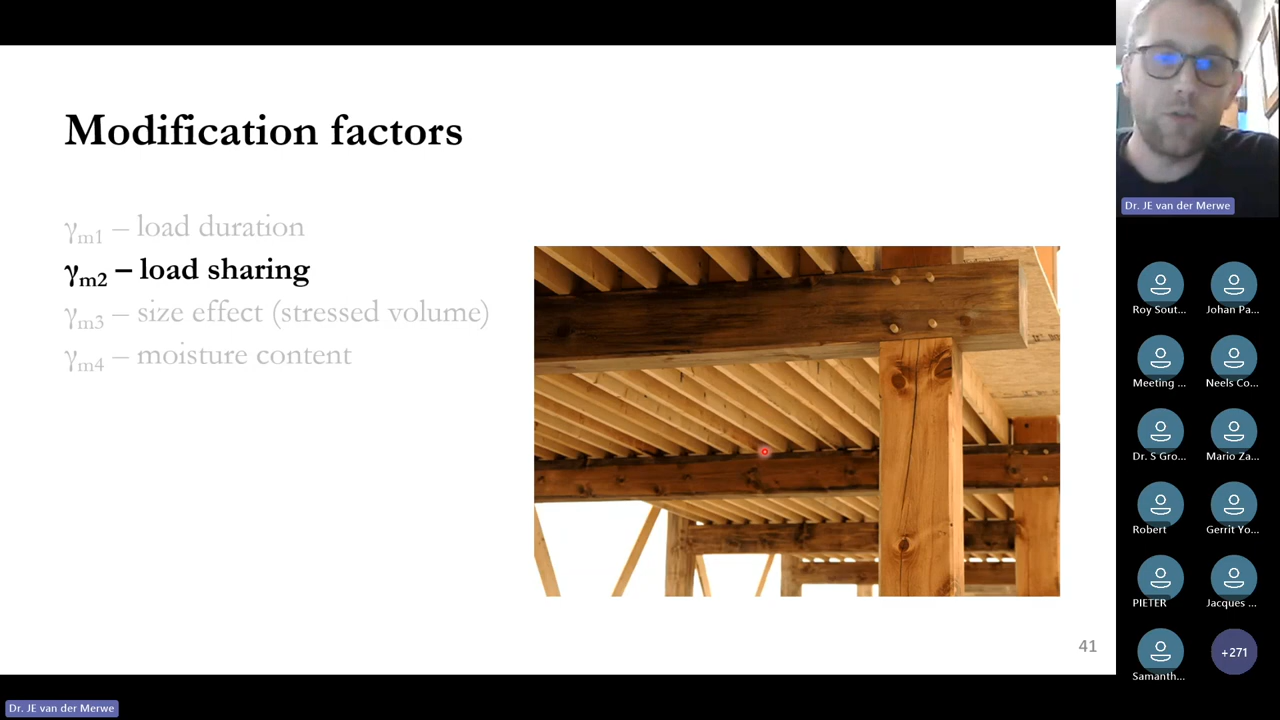 Modification factors
γm1 – load duration
γm2 – load sharing
γm3 – size effect (stressed volume)
γm4 – moisture content
41
Dr. JE van der Merwe
Roy Sout...
Johan Pa...
Meeting ...
Neels Co...
Dr. S Gro...
Mario Za...
Robert
Gerrit Yo...
PIETER
Jacques ...
Samanth...
+271
Dr. JE van der Merwe